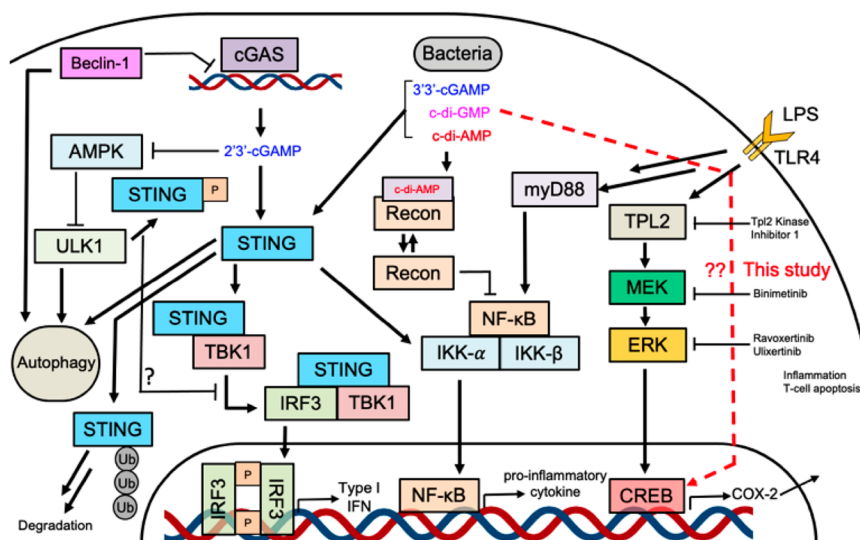 Beclin-1
cGAS
Bacteria
3'3'-cGAMP
c-di-GMP
c-di-AMP
LPS
TLR4
AMPK
2'3'-cGAMP
STING
P
c-di-AMP
Recon
myD88
TPL2
Tpl2 Kinase
Inhibitor 1
ULK1
STING
Recon
?? This study
MEK
Binimetinib
STING
TBK1
NF-κB
IKK-α
IKK-β
ERK
Ravoxertinib
Ulixertinib
Autophagy
?
STING
IRF3
TBK1
Inflammation
T-cell apoptosis
STING
Ub
Ub
Ub
Degradation
IRF3
P
P
IRF3
Type I
IFN
NF-κB
pro-inflammatory
cytokine
CREB
COX-2